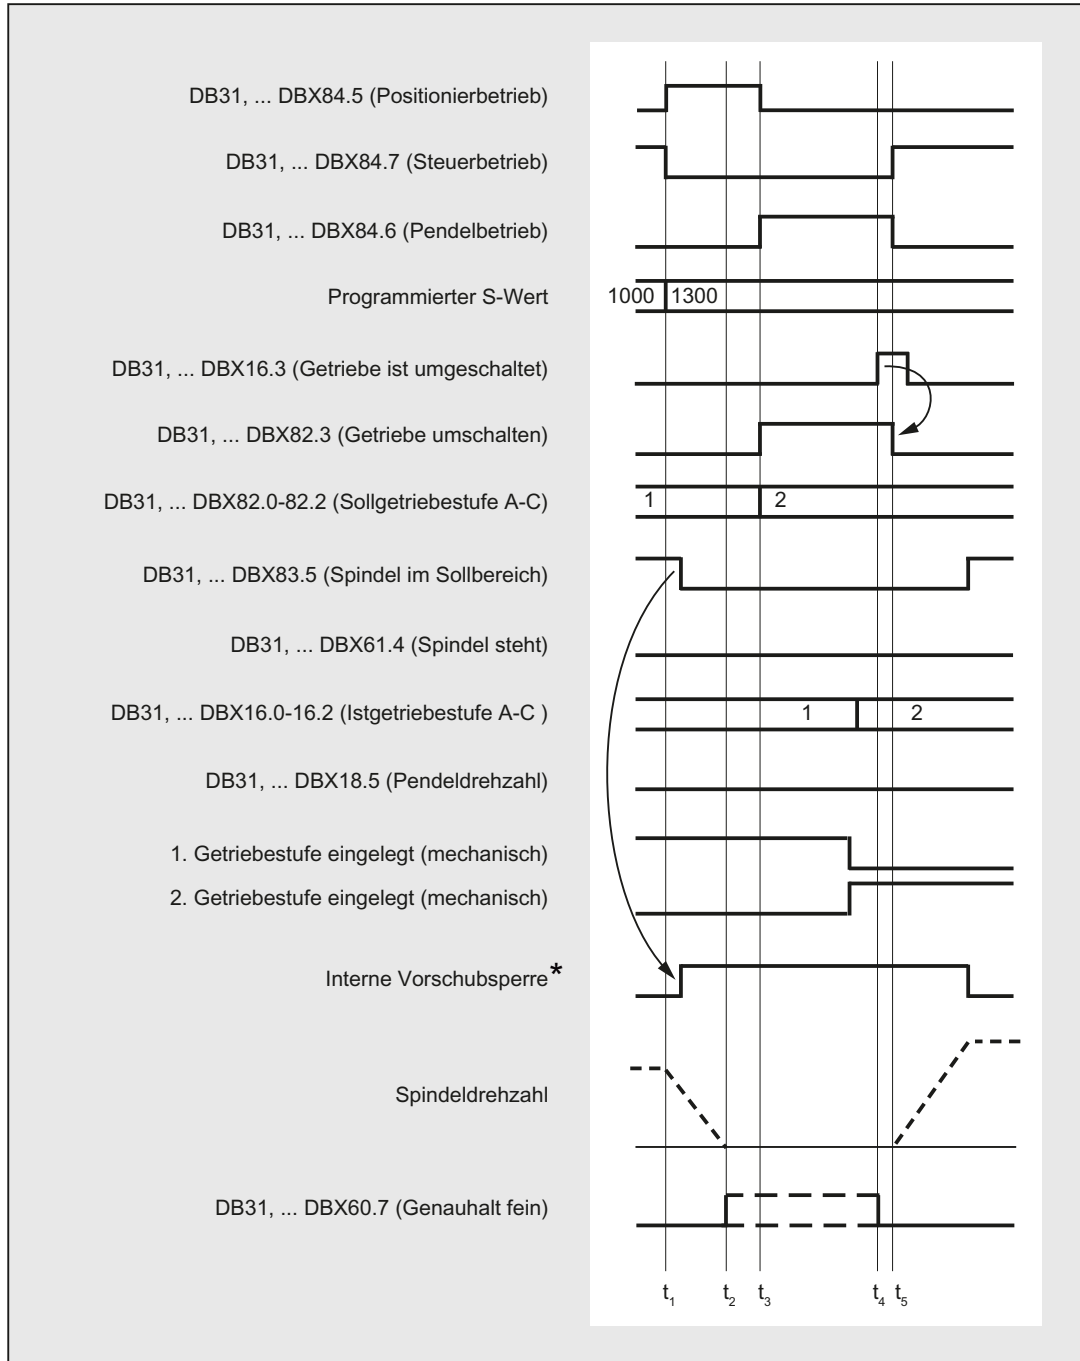 DB31, ... DBX84.5 (Positionierbetrieb)
DB31, ... DBX84.7 (Steuerbetrieb)
DB31, ... DBX84.6 (Pendelbetrieb)
Programmierter S-Wert 1000 1300
DB31, ... DBX16.3 (Getriebe ist umgeschaltet)
DB31, ... DBX82.3 (Getriebe umschalten)
DB31, ... DBX82.0-82.2 (Sollgetriebestufe A-C) 1 2
DB31, ... DBX83.5 (Spindel im Sollbereich)
DB31, ... DBX61.4 (Spindel steht)
DB31, ... DBX16.0-16.2 (Istgetriebestufe A-C ) 1 2
DB31, ... DBX18.5 (Pendeldrehzahl)
1. Getriebestufe eingelegt (mechanisch)
2. Getriebestufe eingelegt (mechanisch)
Interne Vorschubsperre*
Spindeldrehzahl
DB31, ... DBX60.7 (Genauhalt fein)
t1 t2 t3 t4 t5